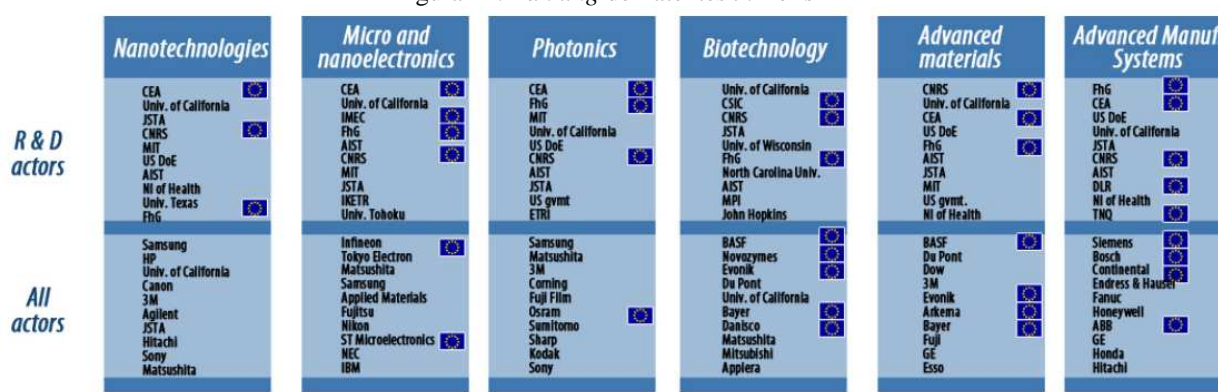 Nanotechnologies
Micro and
nanoelectronics
Photonics
Biotechnology
Advanced
materials
Advanced Manuf
Systems
R & D
actors
CEA
Univ. of California
JSTA
CNRS
MIT
US DoE
AIST
NI of Health
Univ. Texas
FhG
CEA
Univ. of California
IMEC
FhG
AIST
CNRS
MIT
JSTA
IKETR
Univ. Tohoku
CEA
FhG
MIT
Univ. of California
US DoE
CNRS
AIST
JSTA
US gvmt
ETRI
Univ. of California
CSIC
CNRS
JSTA
Univ. of Wisconsin
FhG
North Carolina Univ.
AIST
MPI
John Hopkins
CNRS
Univ. of California
CEA
US DoE
FhG
AIST
JSTA
MIT
US gvmt.
NI of Health
FhG
CEA
US DoE
Univ. of California
JSTA
CNRS
AIST
DLR
NI of Health
TNQ
All
actors
Samsung
HP
Univ. of California
Canon
3M
Agilent
JSTA
Hitachi
Sony
Matsushita
Infineon
Tokyo Electron
Matsushita
Samsung
Applied Materials
Fujitsu
Nikon
ST Microelectronics
NEC
IBM
Samsung
Matsushita
3M
Corning
Fuji Film
Osram
Sumitomo
Sharp
Kodak
Sony
BASF
Novozymes
Evonik
Du Pont
Univ. of California
Bayer
Danisco
Matsushita
Mitsubishi
Applera
BASF
Du Pont
Dow
3M
Evonik
Arkema
Bayer
Fuji
GE
Esso
Siemens
Bosch
Continental
Endress & Hauser
Fanuc
Honeywell
ABB
GE
Honda
Hitachi